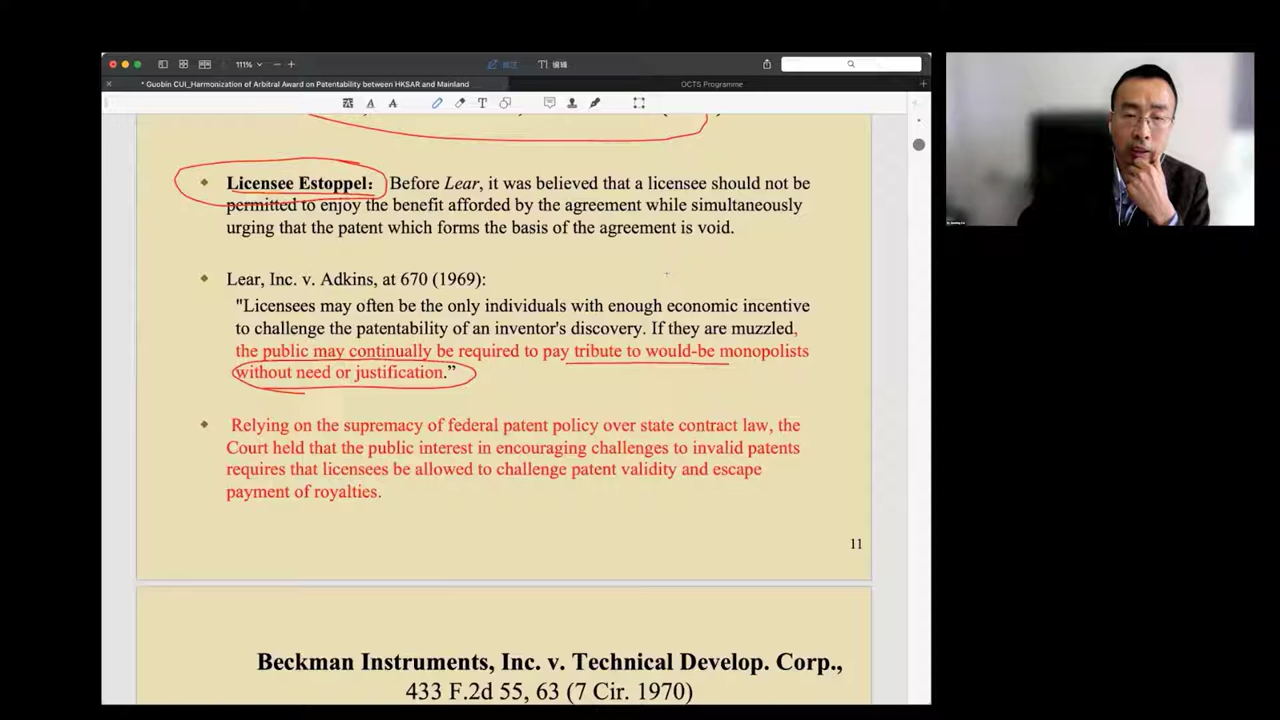 111%
批注
编辑
* Guobin CUI_Harmonization of Arbitral Award on Patentability between HKSAR and Mainland
OCTS Programme
Licensee Estoppel: Before Lear, it was believed that a licensee should not be
permitted to enjoy the benefit afforded by the agreement while simultaneously
urging that the patent which forms the basis of the agreement is void.
Lear, Inc. v. Adkins, at 670 (1969):
"Licensees may often be the only individuals with enough economic incentive
to challenge the patentability of an inventor's discovery. If they are muzzled,
the public may continually be required to pay tribute to would-be monopolists
without need or justification.”
Relying on the supremacy of federal patent policy over state contract law, the
Court held that the public interest in encouraging challenges to invalid patents
requires that licensees be allowed to challenge patent validity and escape
payment of royalties.
11
Beckman Instruments, Inc. v. Technical Develop. Corp.,
433 F.2d 55, 63 (7 Cir. 1970)